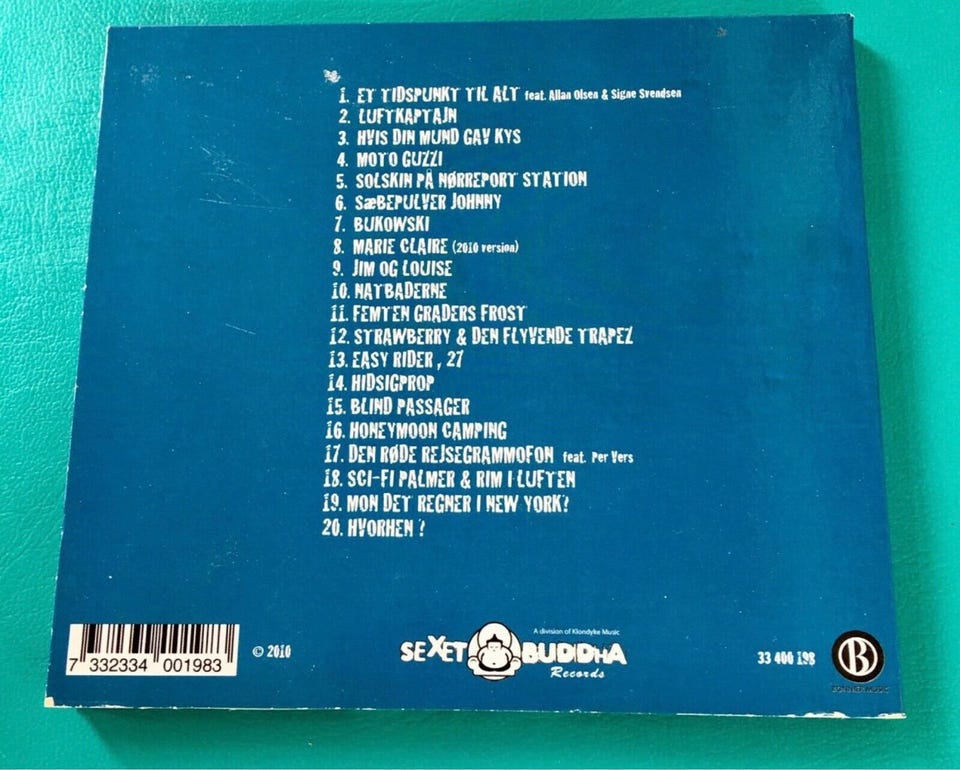 1. ET TIDSPUNKT TIL ALT feat. Allan Olsen & Signe Svendsen
2. LUFTKAPTAJN
3. HVIS DIN MUND GAV KYS
4. MOTO GUZZI
5. SOLSKIN PÅ NØRREPORT STATION
6. SÆBEPULVER JOHNNY
7. BUKOWSKI
8. MARIE CLAIRE (2010 version)
9. JIM OG LOUISE
10. NATBADERNE
11. FEMTEN GRADERS FROST
12. STRAWBERRY & DEN FLYVENDE TRAPEZ
13. EASY RIDER, 27
14. HIDSIGPROP
15. BLIND PASSAGER
16. HONEYMOON CAMPING
17. DEN RØDE REJSEGRAMMOFON feat. Per Vers
18. SCI-FI PALMER & RIM I LUFTEN
19. MON DET REGNER I NEW YORK?
20. HVORHEN ?
7 332334 001983
© 2010
A division of Klondyke Music
SEXET BUDDHA
Records
33 400 198
B
BONNIER MUSIC